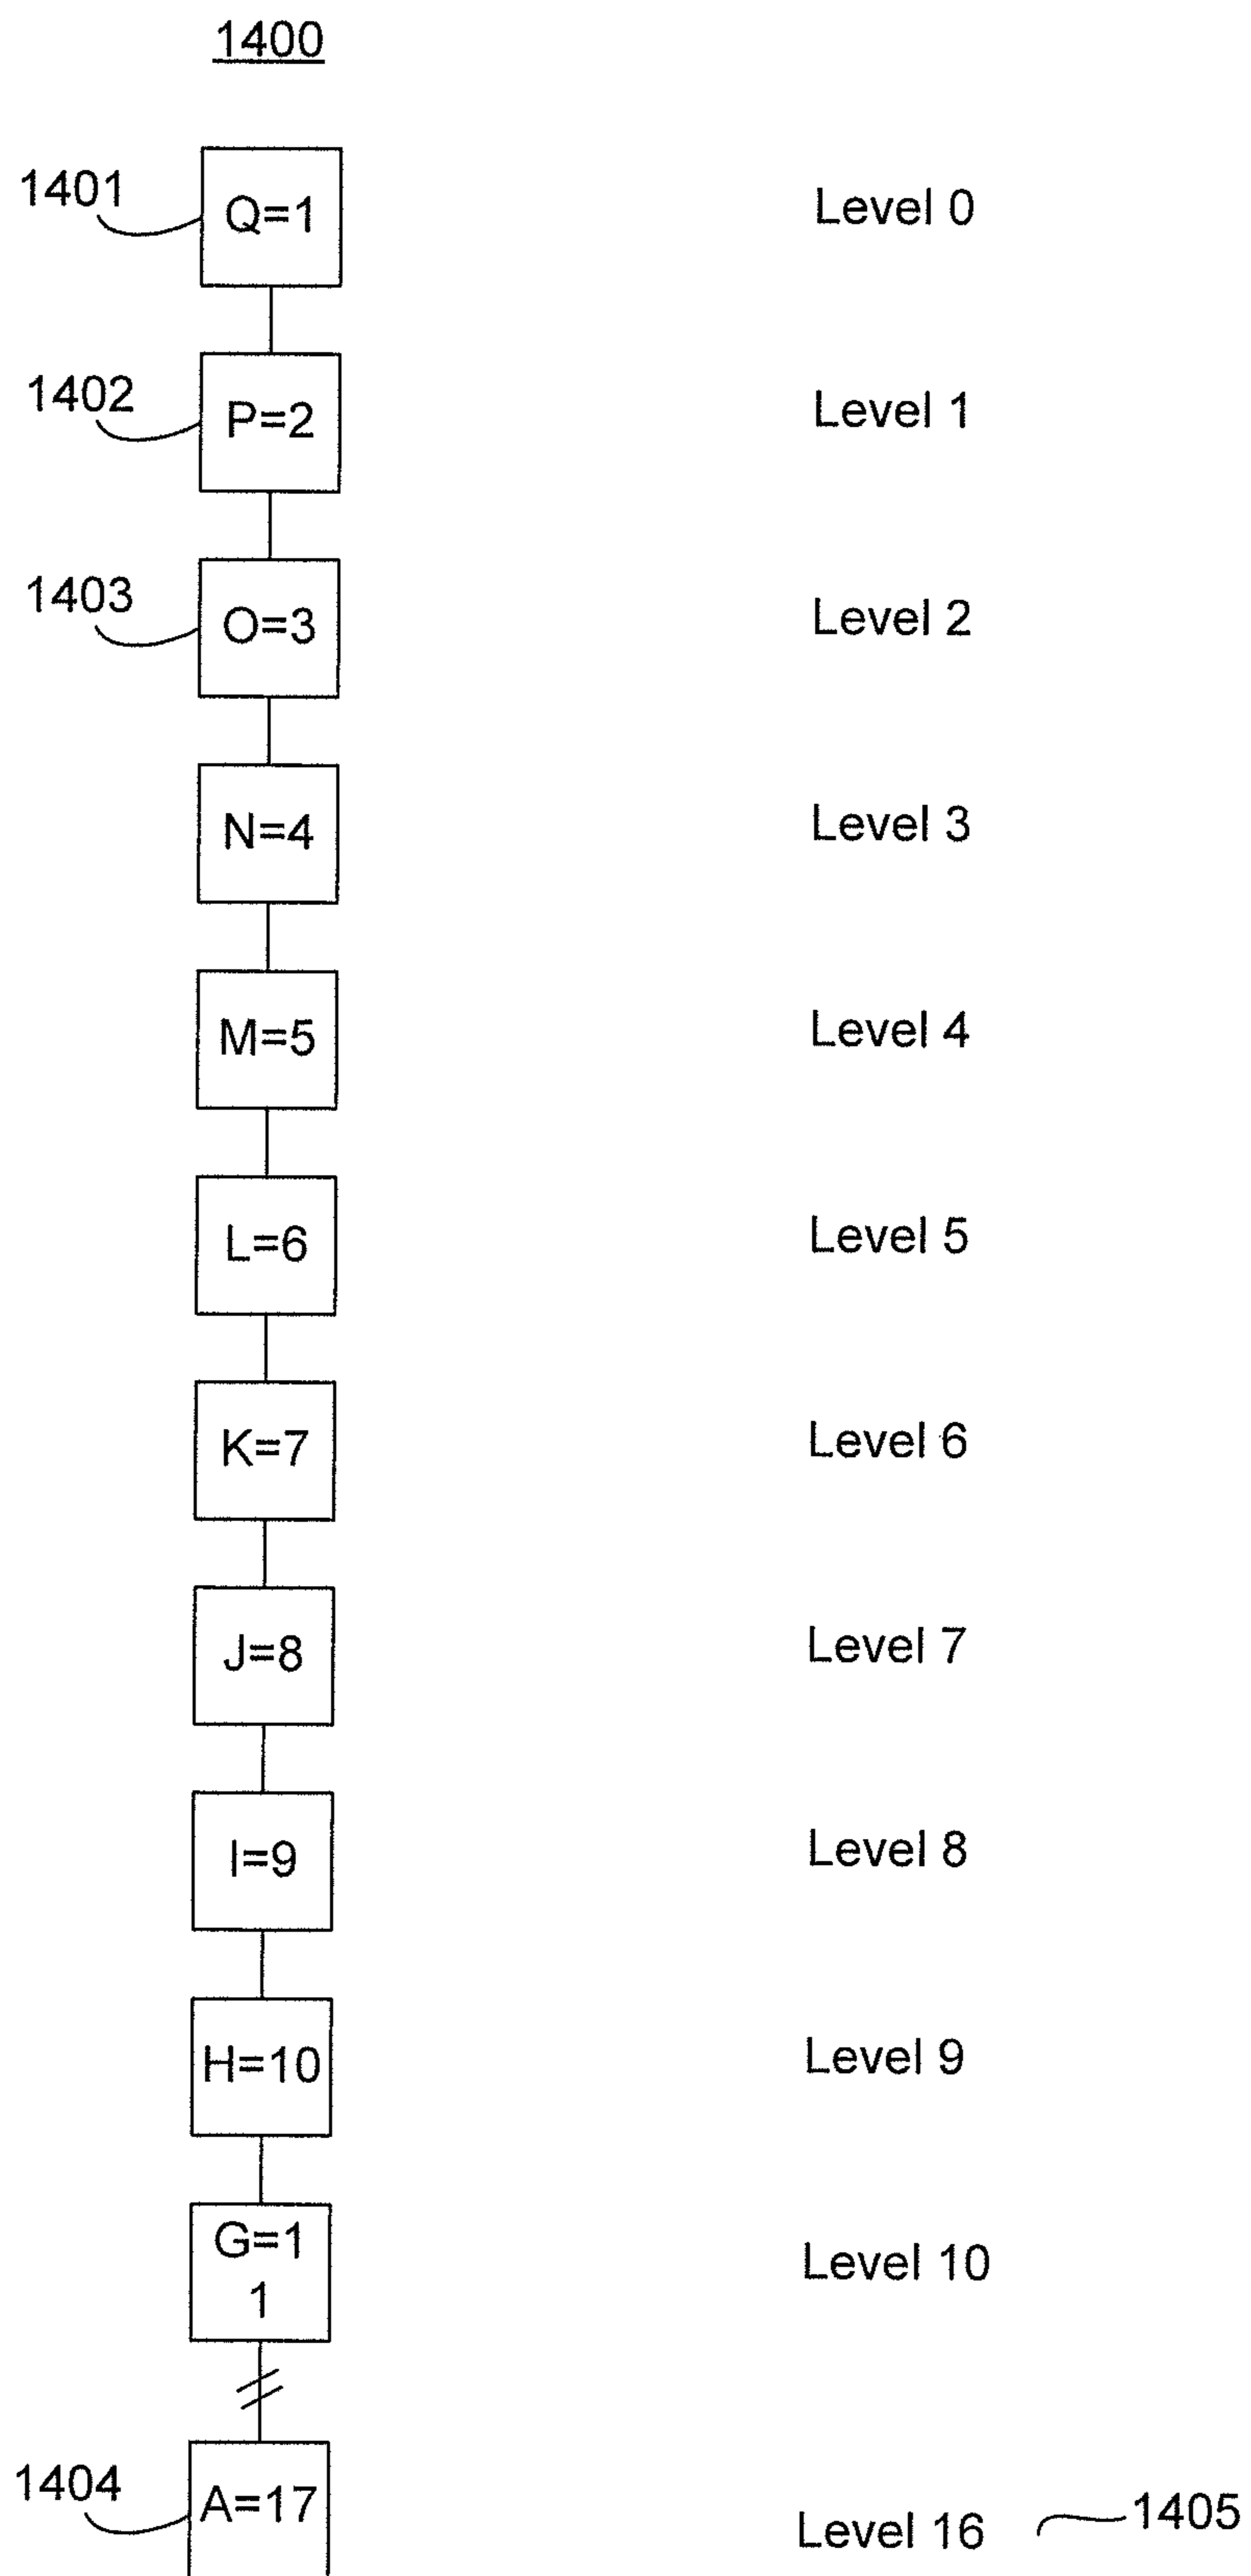 1400
1401
Q=1
Level 0
1402
P=2
Level 1
1403
O=3
Level 2
N=4
Level 3
M=5
Level 4
L=6
Level 5
K=7
Level 6
J=8
Level 7
I=9
Level 8
H=10
Level 9
G=1
1
Level 10
1404
A=17
Level 16
1405